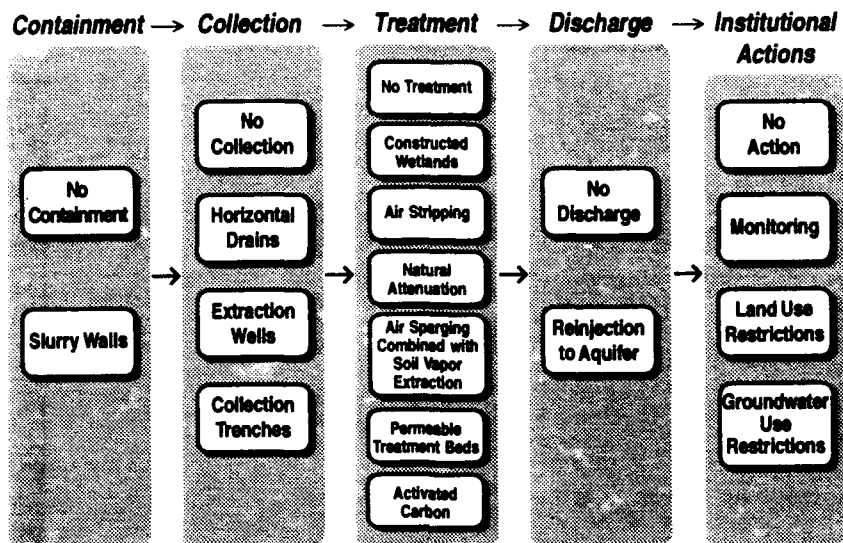 Containment → Collection → Treatment → Discharge → Institutional
Actions
No
Containment
Slurry Walls
No
Collection
Horizontal
Drains
Extraction
Wells
Collection
Trenches
No Treatment
Constructed
Wetlands
Air Stripping
Natural
Attenuation
Air Sparging
Combined with
Soil Vapor
Extraction
Permeable
Treatment Beds
Activated
Carbon
No
Discharge
Reinjection
to Aquifer
No
Action
Monitoring
Land Use
Restrictions
Groundwater
Use
Restrictions